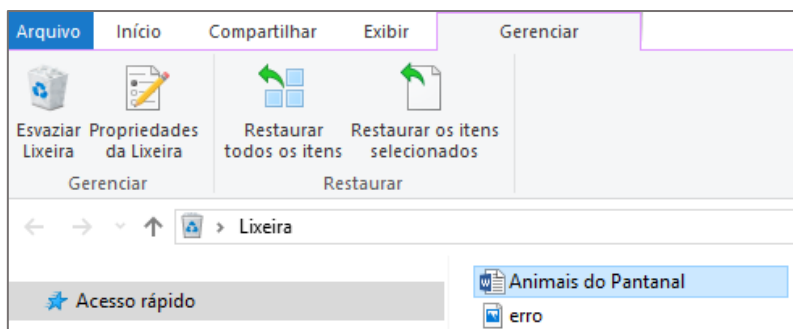 Arquivo Início Compartilhar Exibir Gerenciar
Esvaziar Propriedades Restaurar Restaurar os itens
Lixeira da Lixeira todos os itens selecionados
Gerenciar Restaurar
Lixeira
Acesso rápido
Animais do Pantanal
erro